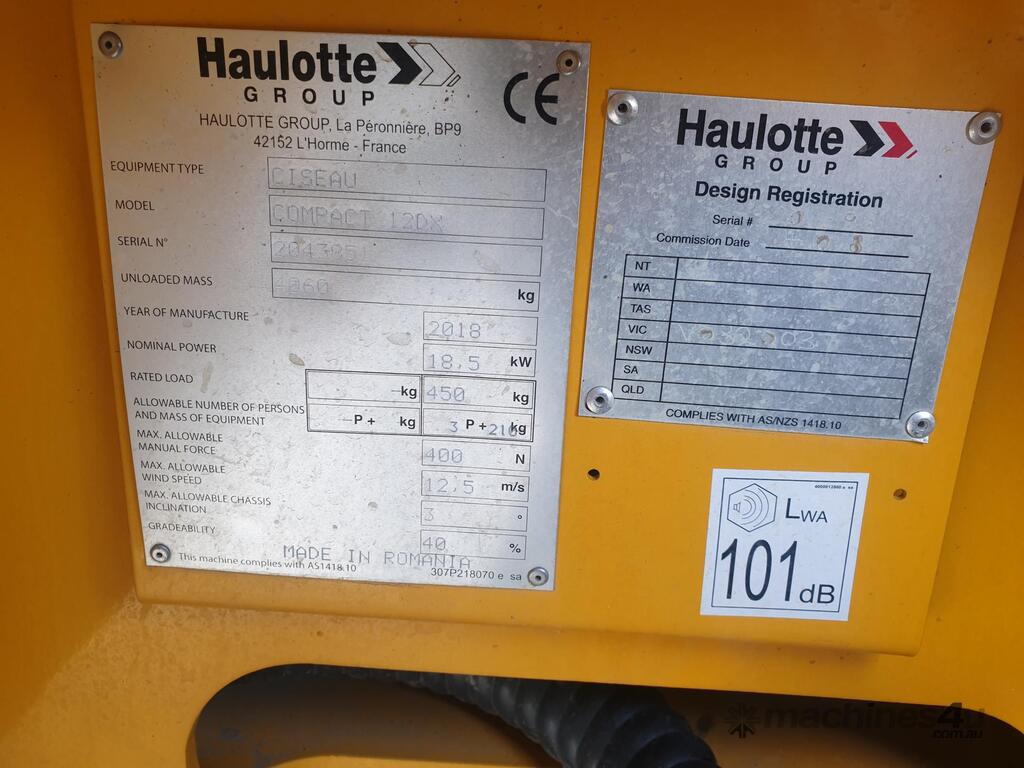 Haulotte
GROUP
CE
HAULOTTE GROUP, La Péronnière, BP9
42152 L'Horme - France
EQUIPMENT TYPE CISEAU
MODEL COMPACT 12DX
SERIAL N° 2043851
UNLOADED MASS 4060 kg
YEAR OF MANUFACTURE 2018
NOMINAL POWER 18,5 kW
RATED LOAD - kg 450 kg
ALLOWABLE NUMBER OF PERSONS
AND MASS OF EQUIPMENT - P + kg 3 P + kg
MAX. ALLOWABLE
MANUAL FORCE 400 N
MAX. ALLOWABLE
WIND SPEED 12,5 m/s
MAX. ALLOWABLE CHASSIS
INCLINATION 3 °
GRADEABILITY 40 %
MADE IN ROMANIA
This machine complies with AS1418.10
307P218070 e sa
Haulotte
GROUP
Design Registration
Serial #
Commission Date
NT
WA
TAS
VIC
NSW
SA
QLD
COMPLIES WITH AS/NZS 1418.10
LWA
101 dB
machines4u
.com.au